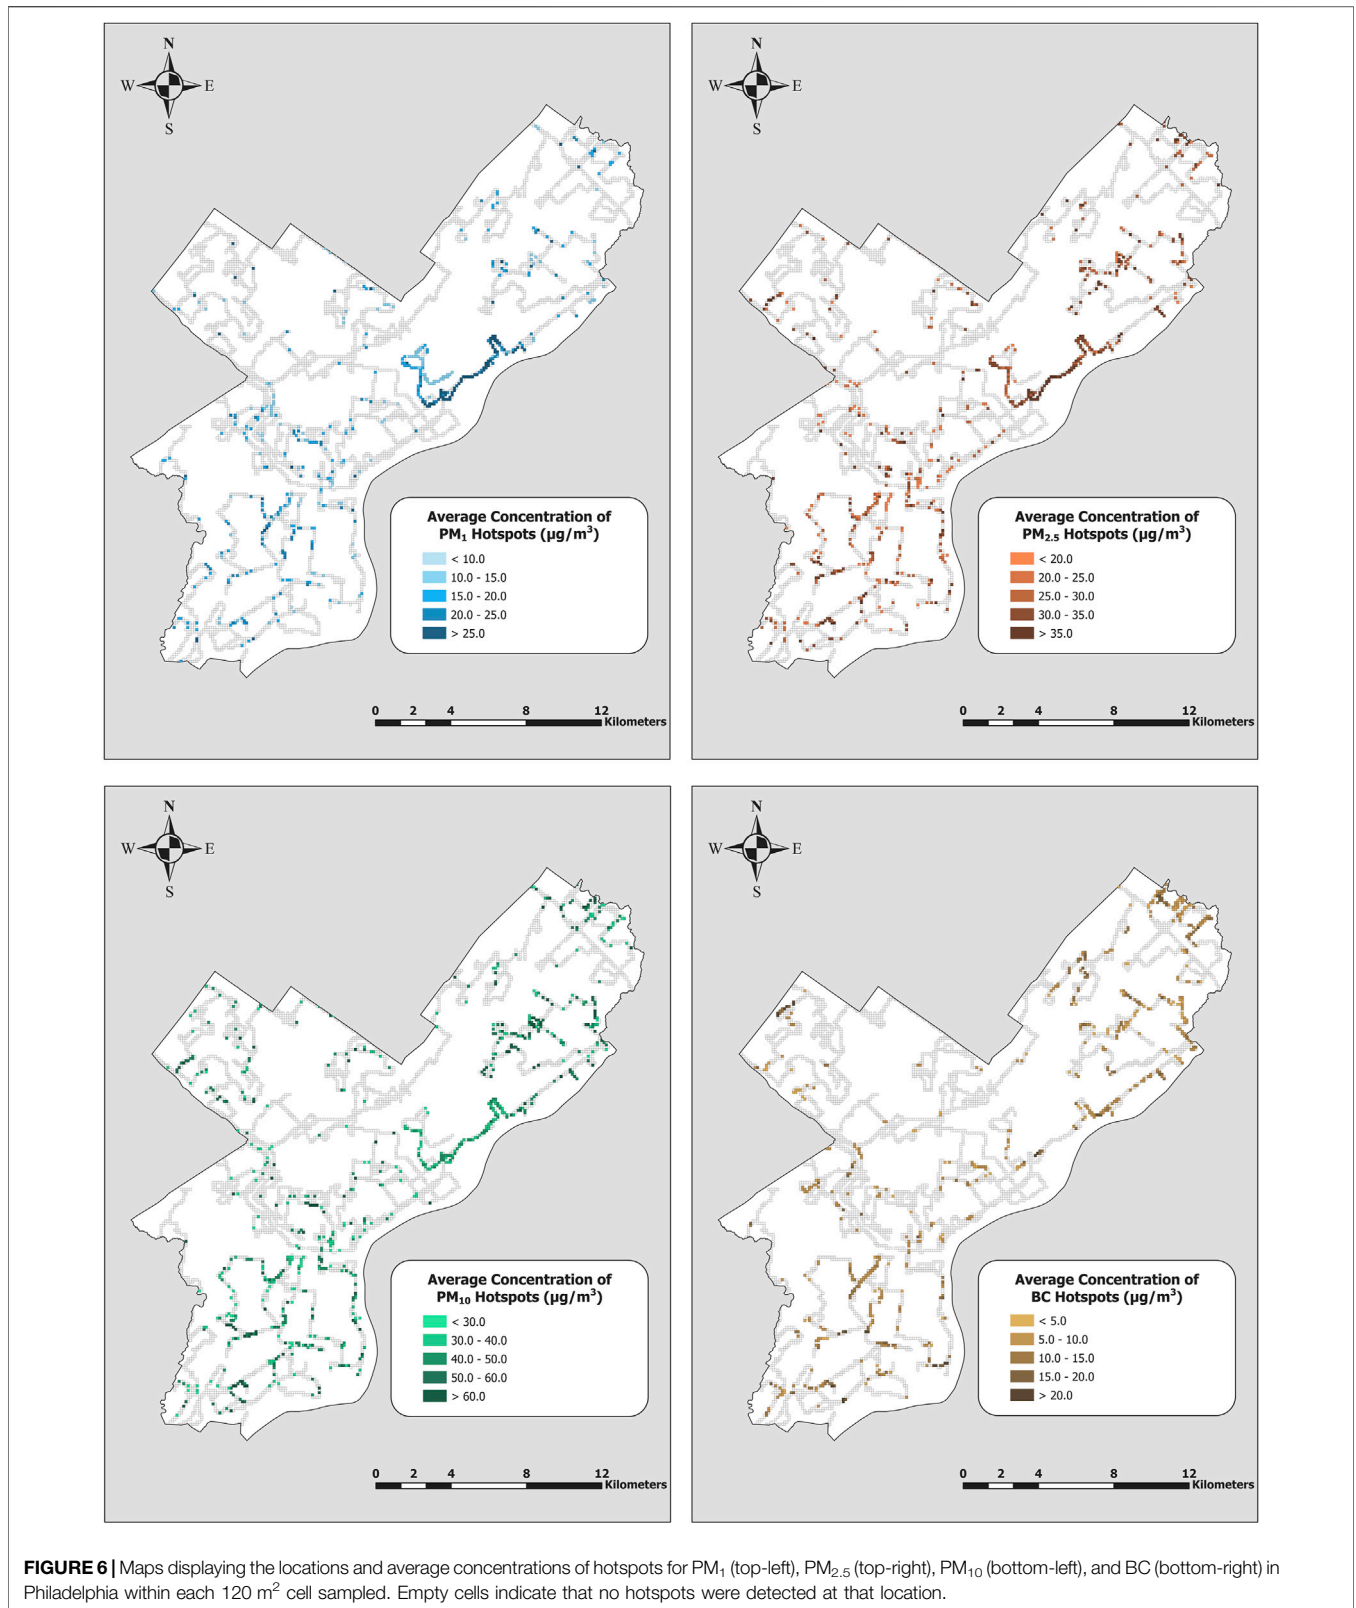 N
W E
S
Average Concentration of
PM₁ Hotspots (µg/m³)
< 10.0
10.0 - 15.0
15.0 - 20.0
20.0 - 25.0
> 25.0
0 2 4 8 12
Kilometers
N
W E
S
Average Concentration of
PM₂.₅ Hotspots (µg/m³)
< 20.0
20.0 - 25.0
25.0 - 30.0
30.0 - 35.0
> 35.0
0 2 4 8 12
Kilometers
N
W E
S
Average Concentration of
PM₁₀ Hotspots (µg/m³)
< 30.0
30.0 - 40.0
40.0 - 50.0
50.0 - 60.0
> 60.0
0 2 4 8 12
Kilometers
N
W E
S
Average Concentration of
BC Hotspots (µg/m³)
< 5.0
5.0 - 10.0
10.0 - 15.0
15.0 - 20.0
> 20.0
0 2 4 8 12
Kilometers
FIGURE 6 | Maps displaying the locations and average concentrations of hotspots for PM₁ (top-left), PM₂.₅ (top-right), PM₁₀ (bottom-left), and BC (bottom-right) in
Philadelphia within each 120 m² cell sampled. Empty cells indicate that no hotspots were detected at that location.